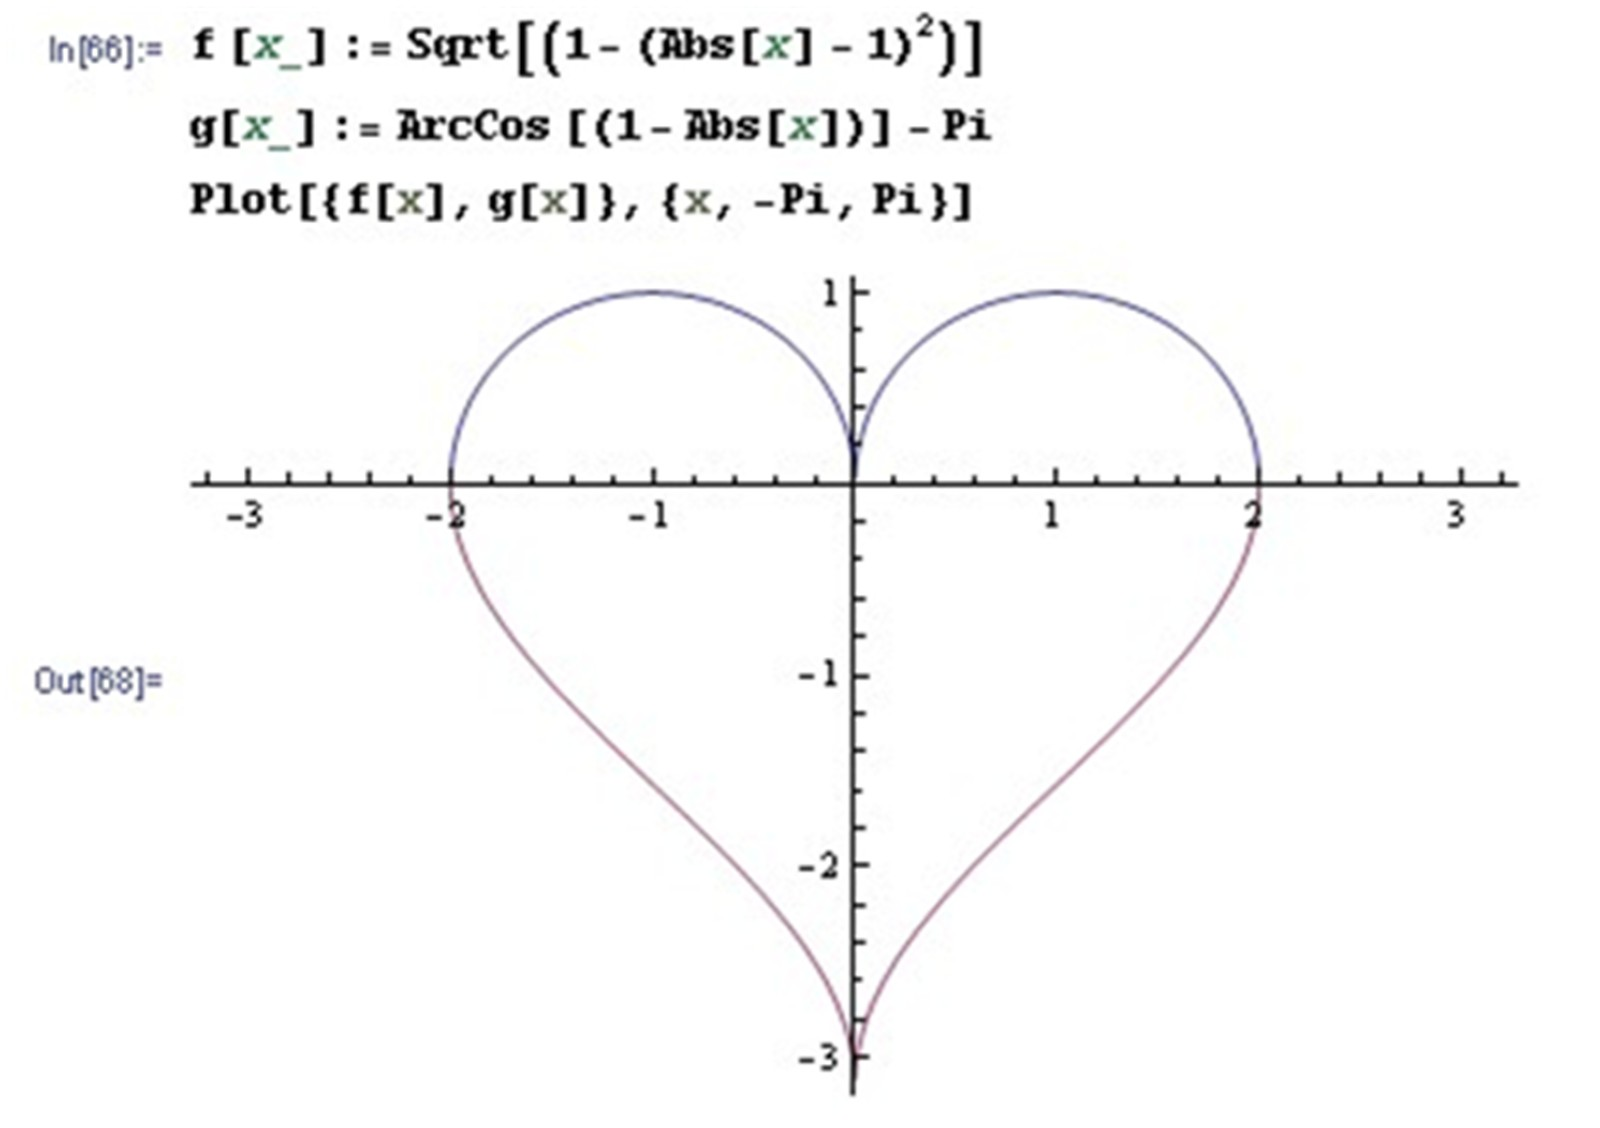 In[66]:= f [x_] := Sqrt[(1 - (Abs[x] - 1)²)]
g[x_] := ArcCos [(1 - Abs[x])] - Pi
Plot[{f[x], g[x]}, {x, -Pi, Pi}]
1
-3 -2 -1 1 2 3
Out[68]= -1
-2
-3